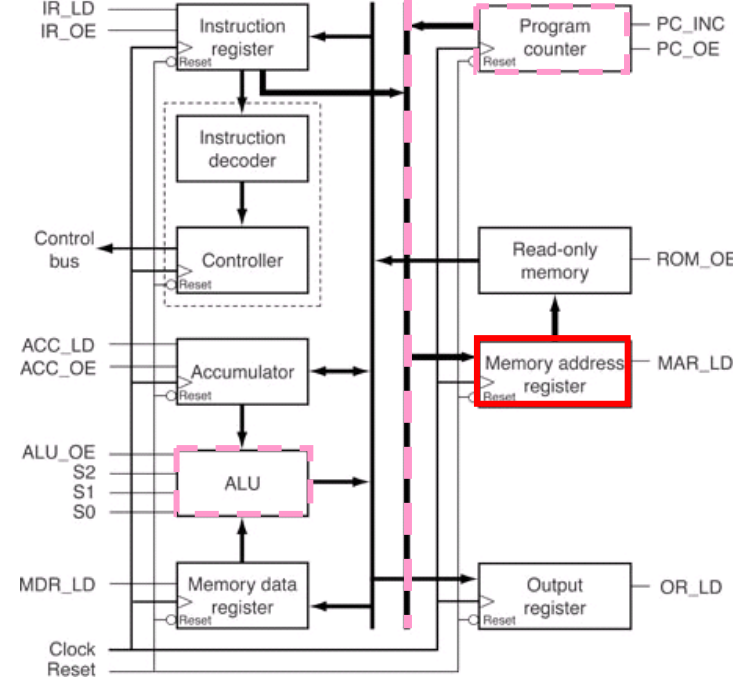 IR_LD
IR_OE
Instruction
register
Reset
Program
counter
Reset
PC_INC
PC_OE
Instruction
decoder
Control
bus
Controller
Reset
Read-only
memory
ROM_OE
ACC_LD
ACC_OE
Accumulator
Reset
Memory address
register
Reset
MAR_LD
ALU_OE
S2
S1
S0
ALU
MDR_LD
Memory data
register
Reset
Output
register
Reset
OR_LD
Clock
Reset